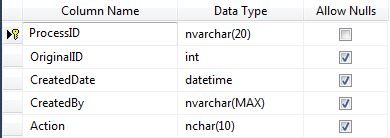 Column Name Data Type Allow Nulls
ProcessID nvarchar(20)
OriginalID int
CreatedDate datetime
CreatedBy nvarchar(MAX)
Action nchar(10)